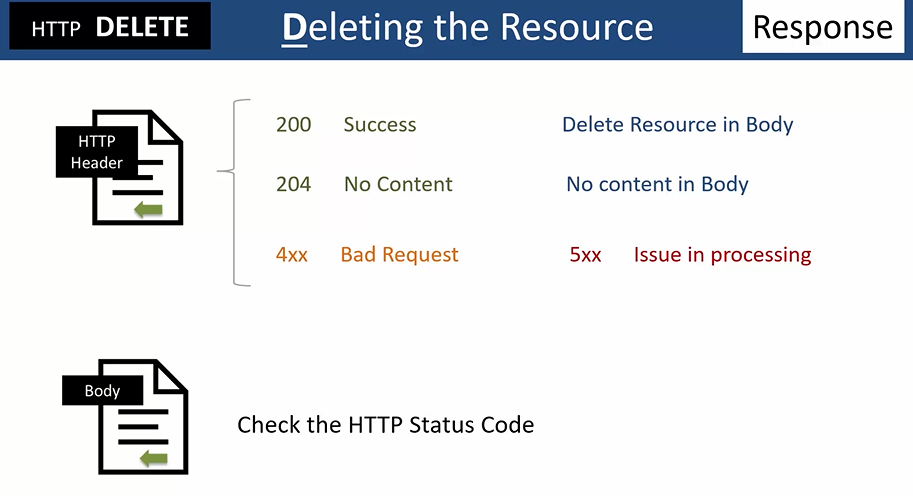 HTTP DELETE
Deleting the Resource
Response
HTTP
Header
200 Success Delete Resource in Body
204 No Content No content in Body
4xx Bad Request 5xx Issue in processing
Body
Check the HTTP Status Code